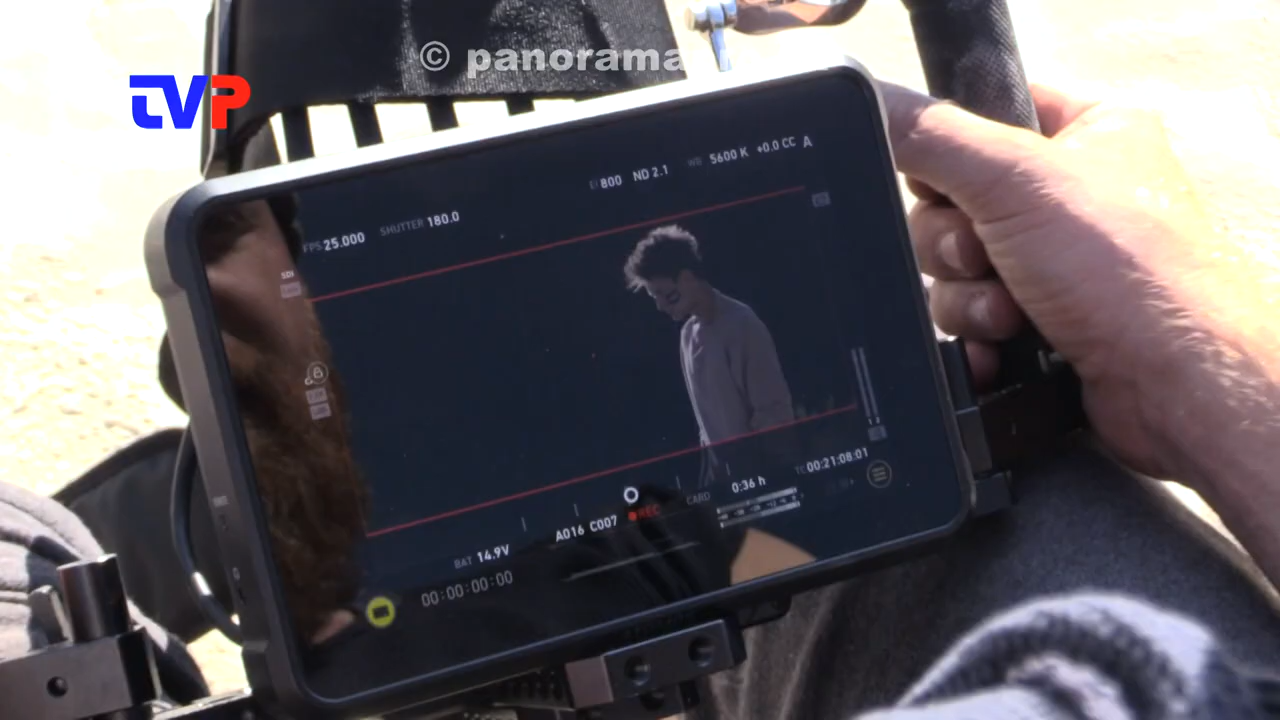 © panorama
TVP
EI 800 ND 2.1 WB 5600 K +0.0 CC A
FPS 25.000 SHUTTER 180.0
SDI
TC 00:21:08:01
CARD 0:36 h
A016 C007 REC
BAT 14.9V
00:00:00:00